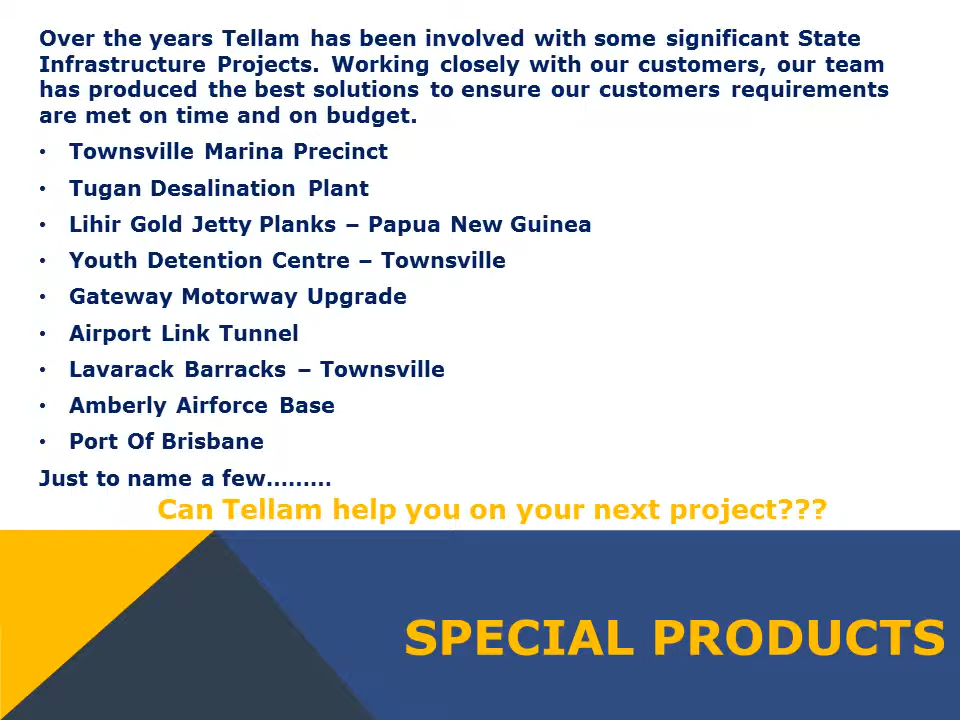 Over the years Tellam has been involved with some significant State
Infrastructure Projects. Working closely with our customers, our team
has produced the best solutions to ensure our customers requirements
are met on time and on budget.
• Townsville Marina Precinct
• Tugan Desalination Plant
• Lihir Gold Jetty Planks – Papua New Guinea
• Youth Detention Centre – Townsville
• Gateway Motorway Upgrade
• Airport Link Tunnel
• Lavarack Barracks – Townsville
• Amberly Airforce Base
• Port Of Brisbane
Just to name a few.........
Can Tellam help you on your next project???
SPECIAL PRODUCTS